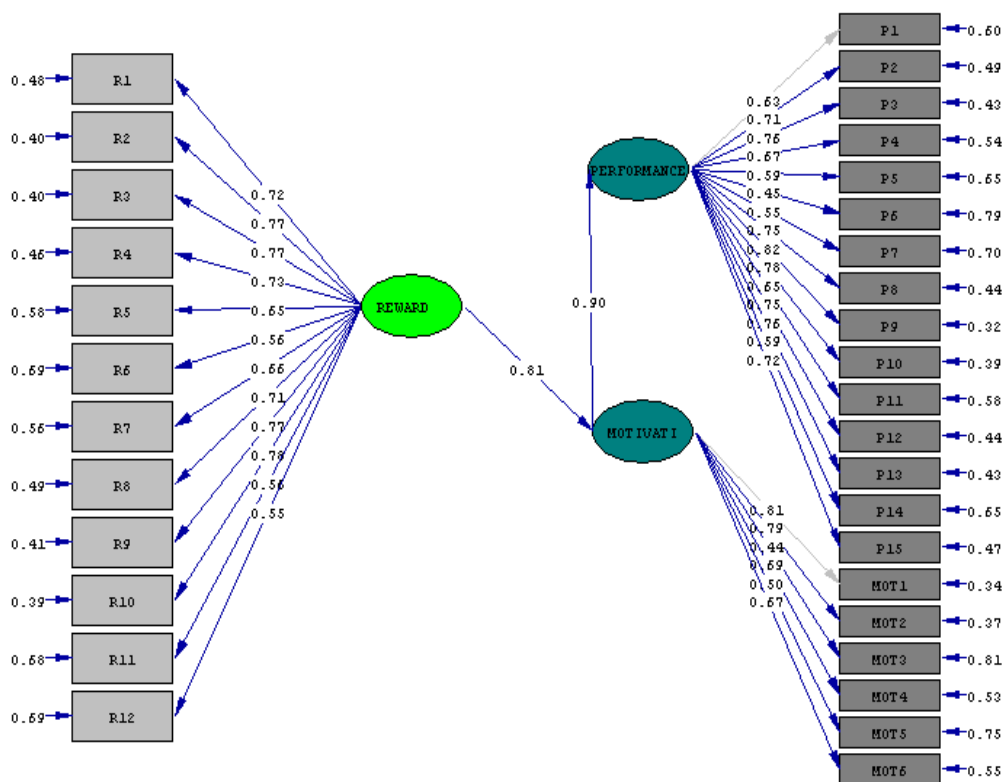 0.48 R1
0.40 R2
0.40 R3
0.46 R4
0.58 R5
0.69 R6
0.56 R7
0.49 R8
0.41 R9
0.39 R10
0.68 R11
0.69 R12
0.72
0.77
0.77
0.73
0.65
0.56
0.66
0.71
0.77
0.78
0.56
0.55
REWARD
0.81
PERFORMANCE
0.90
MOTIVATI
0.63
0.71
0.76
0.67
0.59
0.45
0.55
0.75
0.82
0.78
0.65
0.75
0.76
0.59
0.72
0.81
0.79
0.44
0.69
0.50
0.67
P1 0.60
P2 0.49
P3 0.43
P4 0.54
P5 0.65
P6 0.79
P7 0.70
P8 0.44
P9 0.32
P10 0.39
P11 0.58
P12 0.44
P13 0.43
P14 0.65
P15 0.47
MOT1 0.34
MOT2 0.37
MOT3 0.81
MOT4 0.53
MOT5 0.75
MOT6 0.55